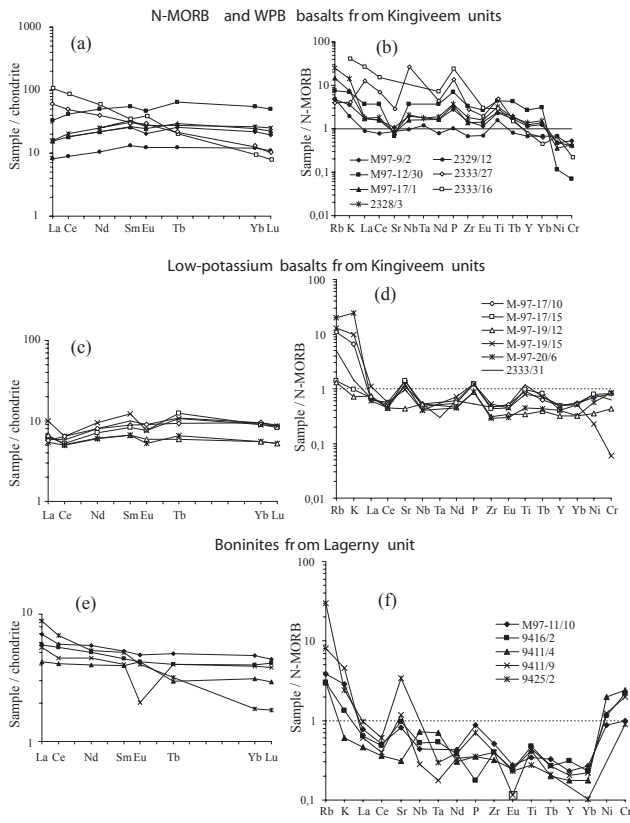 N-MORB and WPB basalts from Kingiveem units
(a)
Sample / chondrite
1000
100
10
1
La Ce Nd Sm Eu Tb Yb Lu
(b)
Sample / N-MORB
100
10
1
0,1
0,01
M97-9/2 2329/12
M97-12/30 2333/27
M97-17/1 2333/16
2328/3
Rb K La Ce Sr Nb Ta Nd P Zr Eu Ti Tb Y Yb Ni Cr
Low-potassium basalts from Kingiveem units
(c)
Sample / chondrite
100
10
1
La Ce Nd Sm Eu Tb Yb Lu
(d)
Sample / N-MORB
100
10
1
0,1
0,01
M-97-17/10
M-97-17/15
M-97-19/12
M-97-19/15
M-97-20/6
2333/31
Rb K La Ce Sr Nb Ta Nd P Zr Eu Ti Tb Y Yb Ni Cr
Boninites from Lagerny unit
(e)
Sample / chondrite
10
1
La Ce Nd Sm Eu Tb Yb Lu
(f)
Sample / N-MORB
100
10
1
0,1
M97-11/10
9416/2
9411/4
9411/9
9425/2
Rb K La Ce Sr Nb Ta Nd P Zr Eu Ti Tb Y Yb Ni Cr